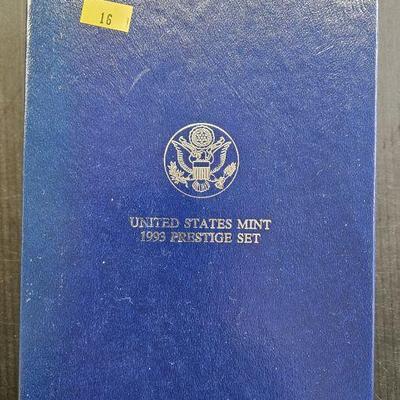 16
UNITED STATES MINT
1993 PRESTIGE SET